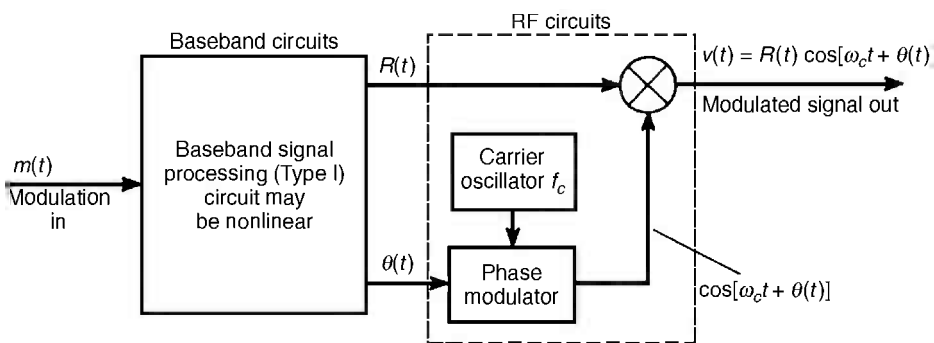 RF circuits
Baseband circuits
R(t)
v(t) = R(t) cos[ω_c t + θ(t)
Modulated signal out
m(t)
Modulation
in
Baseband signal
processing (Type I)
circuit may
be nonlinear
Carrier
oscillator f_c
θ(t)
Phase
modulator
cos[ω_c t + θ(t)]